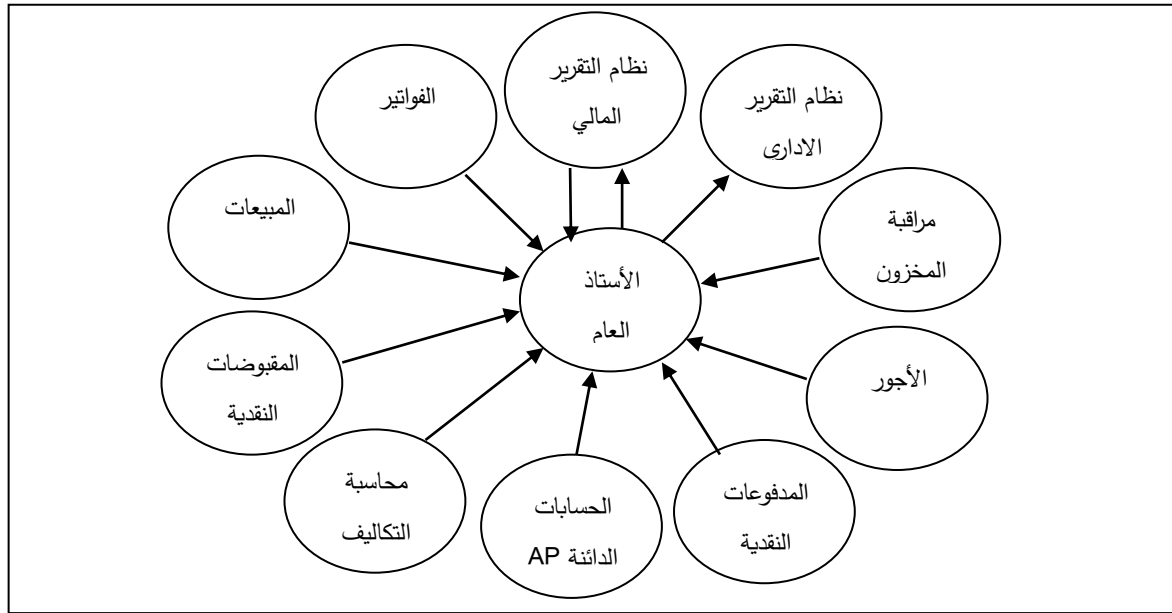 نظام التقرير
المالي
نظام التقرير
الادارى
الفواتير
مراقبة
المخزون
المبيعات
الأستاذ
العام
المقبوضات
النقدية
الأجور
محاسبة
التكاليف
الحسابات
الدائنة AP
المدفوعات
النقدية